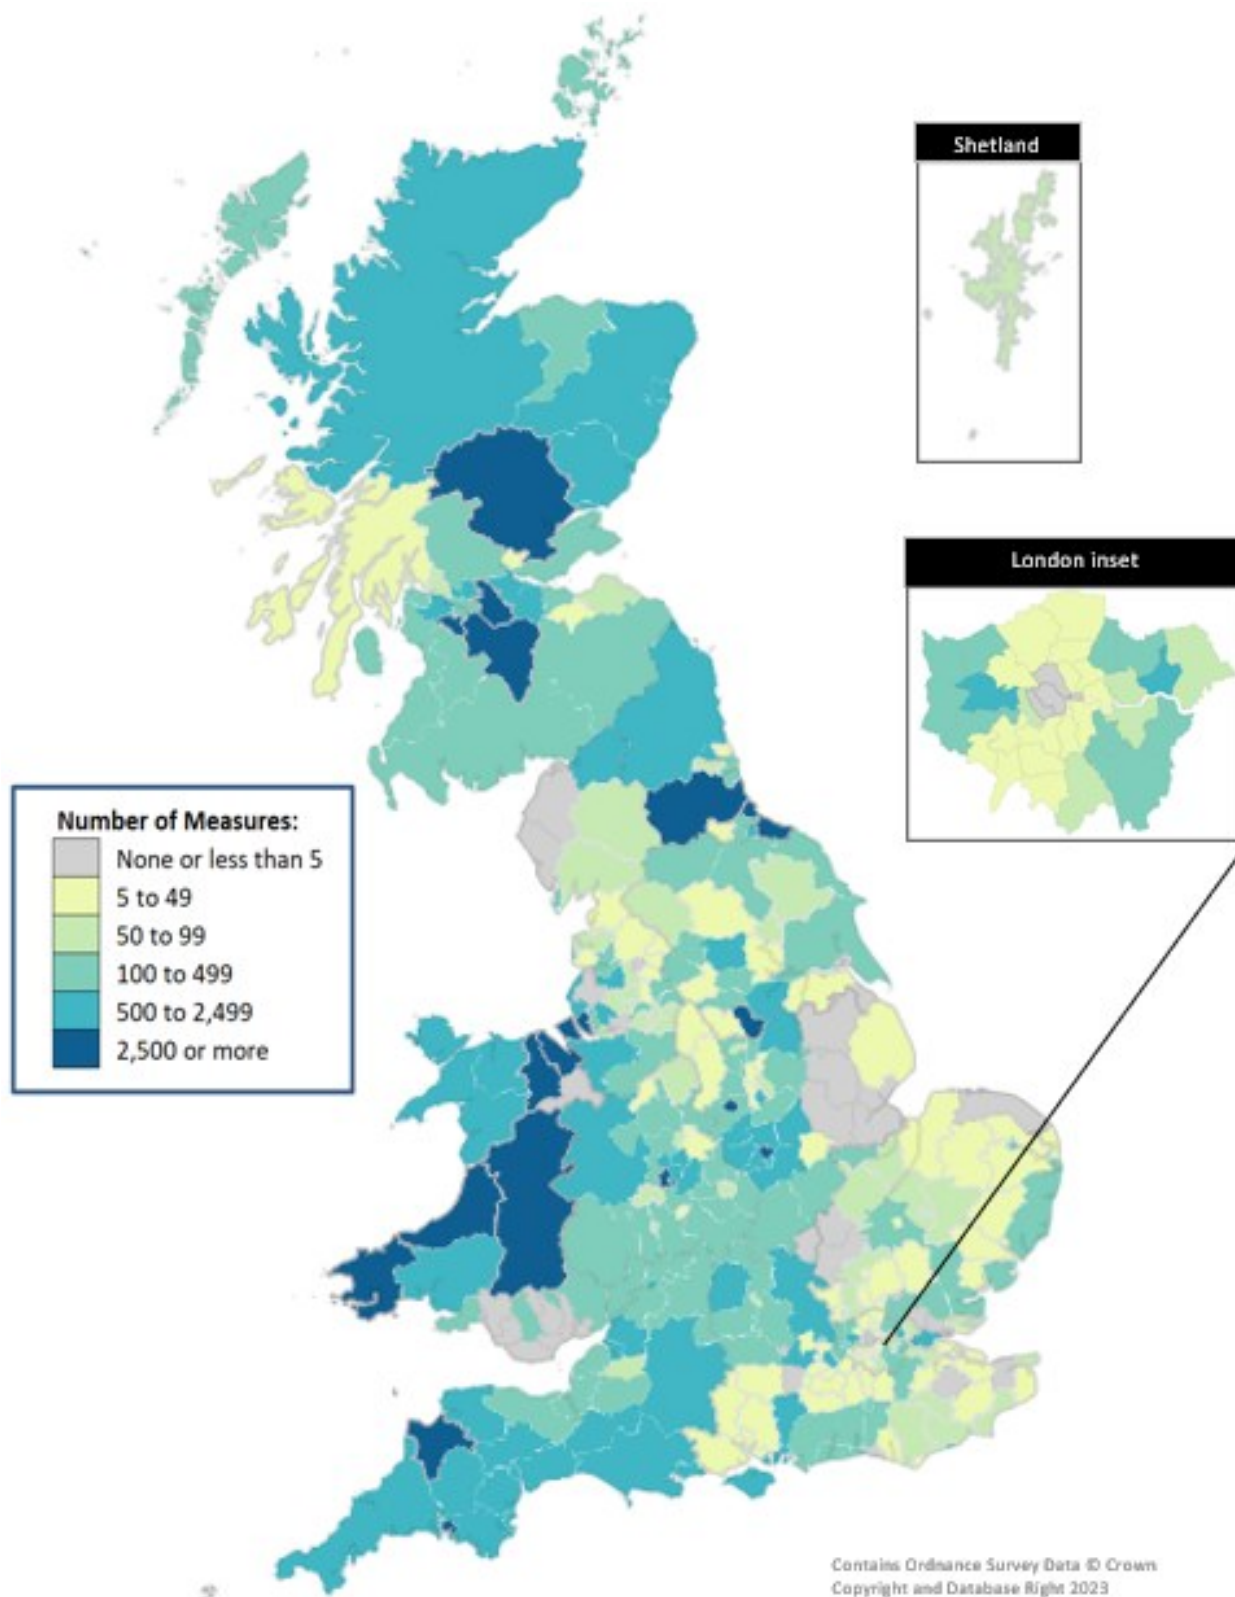 Shetland
London inset
Number of Measures:
None or less than 5
5 to 49
50 to 99
100 to 499
500 to 2,499
2,500 or more
Contains Ordnance Survey Data © Crown
Copyright and Database Right 2023